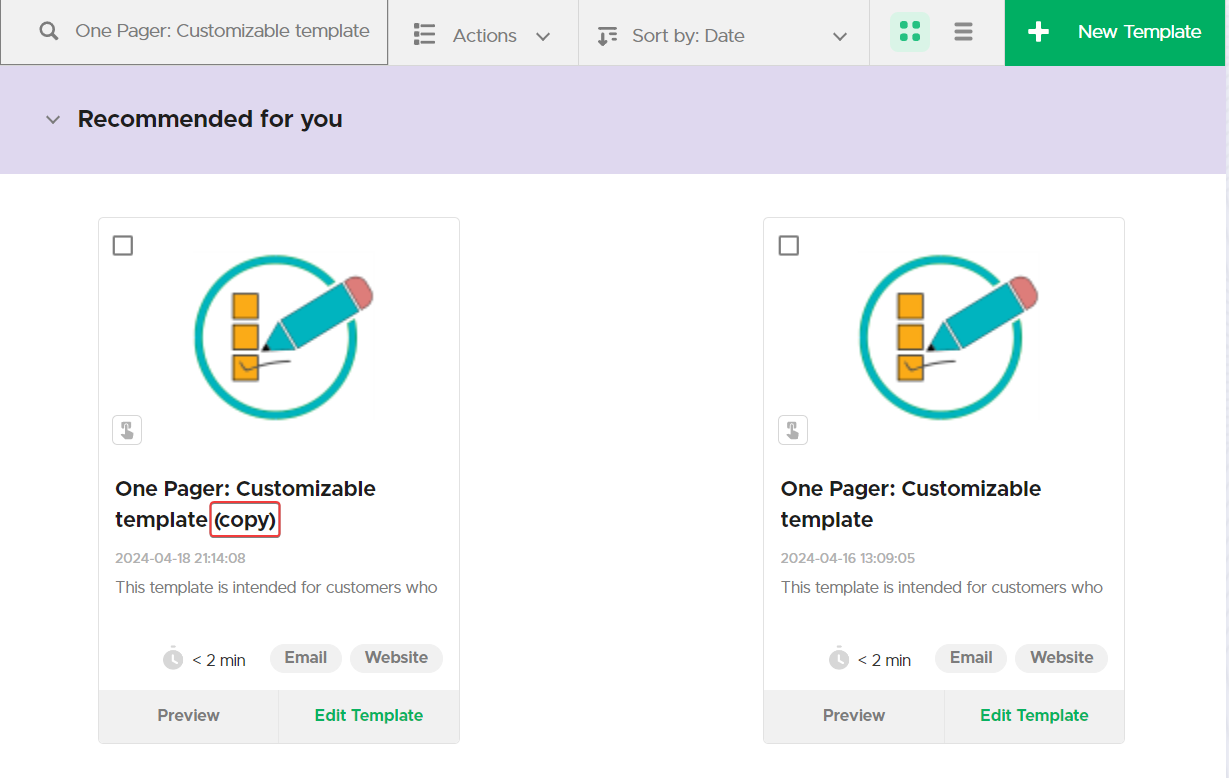 One Pager: Customizable template
Actions
Sort by: Date
New Template
Recommended for you
One Pager: Customizable
template (copy)
2024-04-18 21:14:08
This template is intended for customers who
< 2 min
Email
Website
Preview
Edit Template
One Pager: Customizable
template
2024-04-16 13:09:05
This template is intended for customers who
< 2 min
Email
Website
Preview
Edit Template